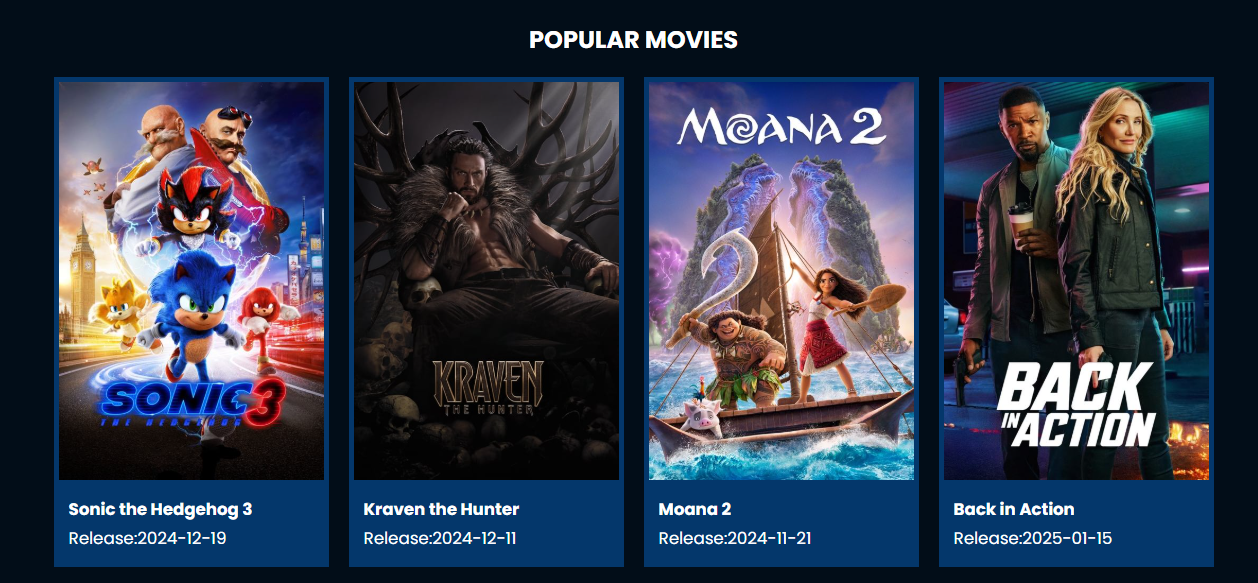 POPULAR MOVIES
SONIC 3
THE HEDGEHOG
KRAVEN
THE HUNTER
MOANA 2
BACK
IN ACTION
Sonic the Hedgehog 3
Release:2024-12-19
Kraven the Hunter
Release:2024-12-11
Moana 2
Release:2024-11-21
Back in Action
Release:2025-01-15